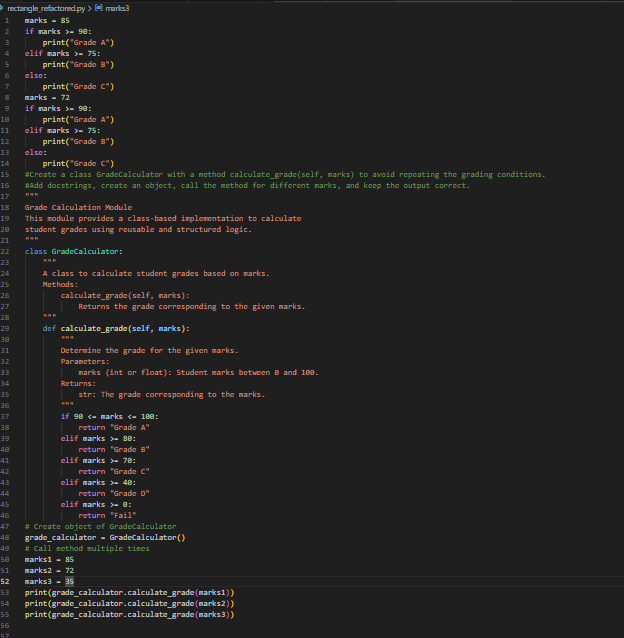 rectangle_refactored.py > marks3
1 marks = 85
2 if marks >= 90:
3     print("Grade A")
4 elif marks >= 75:
5     print("Grade B")
6 else:
7     print("Grade C")
8 marks = 72
9 if marks >= 90:
10     print("Grade A")
11 elif marks >= 75:
12     print("Grade B")
13 else:
14     print("Grade C")
15 #Create a class GradeCalculator with a method calculate_grade(self, marks) to avoid repeating the grading conditions.
16 #Add docstrings, create an object, call the method for different marks, and keep the output correct.
17 """
18 Grade Calculation Module
19 This module provides a class-based implementation to calculate
20 student grades using reusable and structured logic.
21 """
22 class GradeCalculator:
23     """
24     A class to calculate student grades based on marks.
25     Methods:
26         calculate_grade(self, marks):
27             Returns the grade corresponding to the given marks.
28     """
29     def calculate_grade(self, marks):
30         """
31         Determine the grade for the given marks.
32         Parameters:
33             marks (int or float): Student marks between 0 and 100.
34         Returns:
35             str: The grade corresponding to the marks.
36         """
37         if 90 <= marks <= 100:
38             return "Grade A"
39         elif marks >= 80:
40             return "Grade B"
41         elif marks >= 70:
42             return "Grade C"
43         elif marks >= 40:
44             return "Grade D"
45         elif marks >= 0:
46             return "Fail"
47 # Create object of GradeCalculator
48 grade_calculator = GradeCalculator()
49 # Call method multiple times
50 marks1 = 85
51 marks2 = 72
52 marks3 = 35
53 print(grade_calculator.calculate_grade(marks1))
54 print(grade_calculator.calculate_grade(marks2))
55 print(grade_calculator.calculate_grade(marks3))
56
57